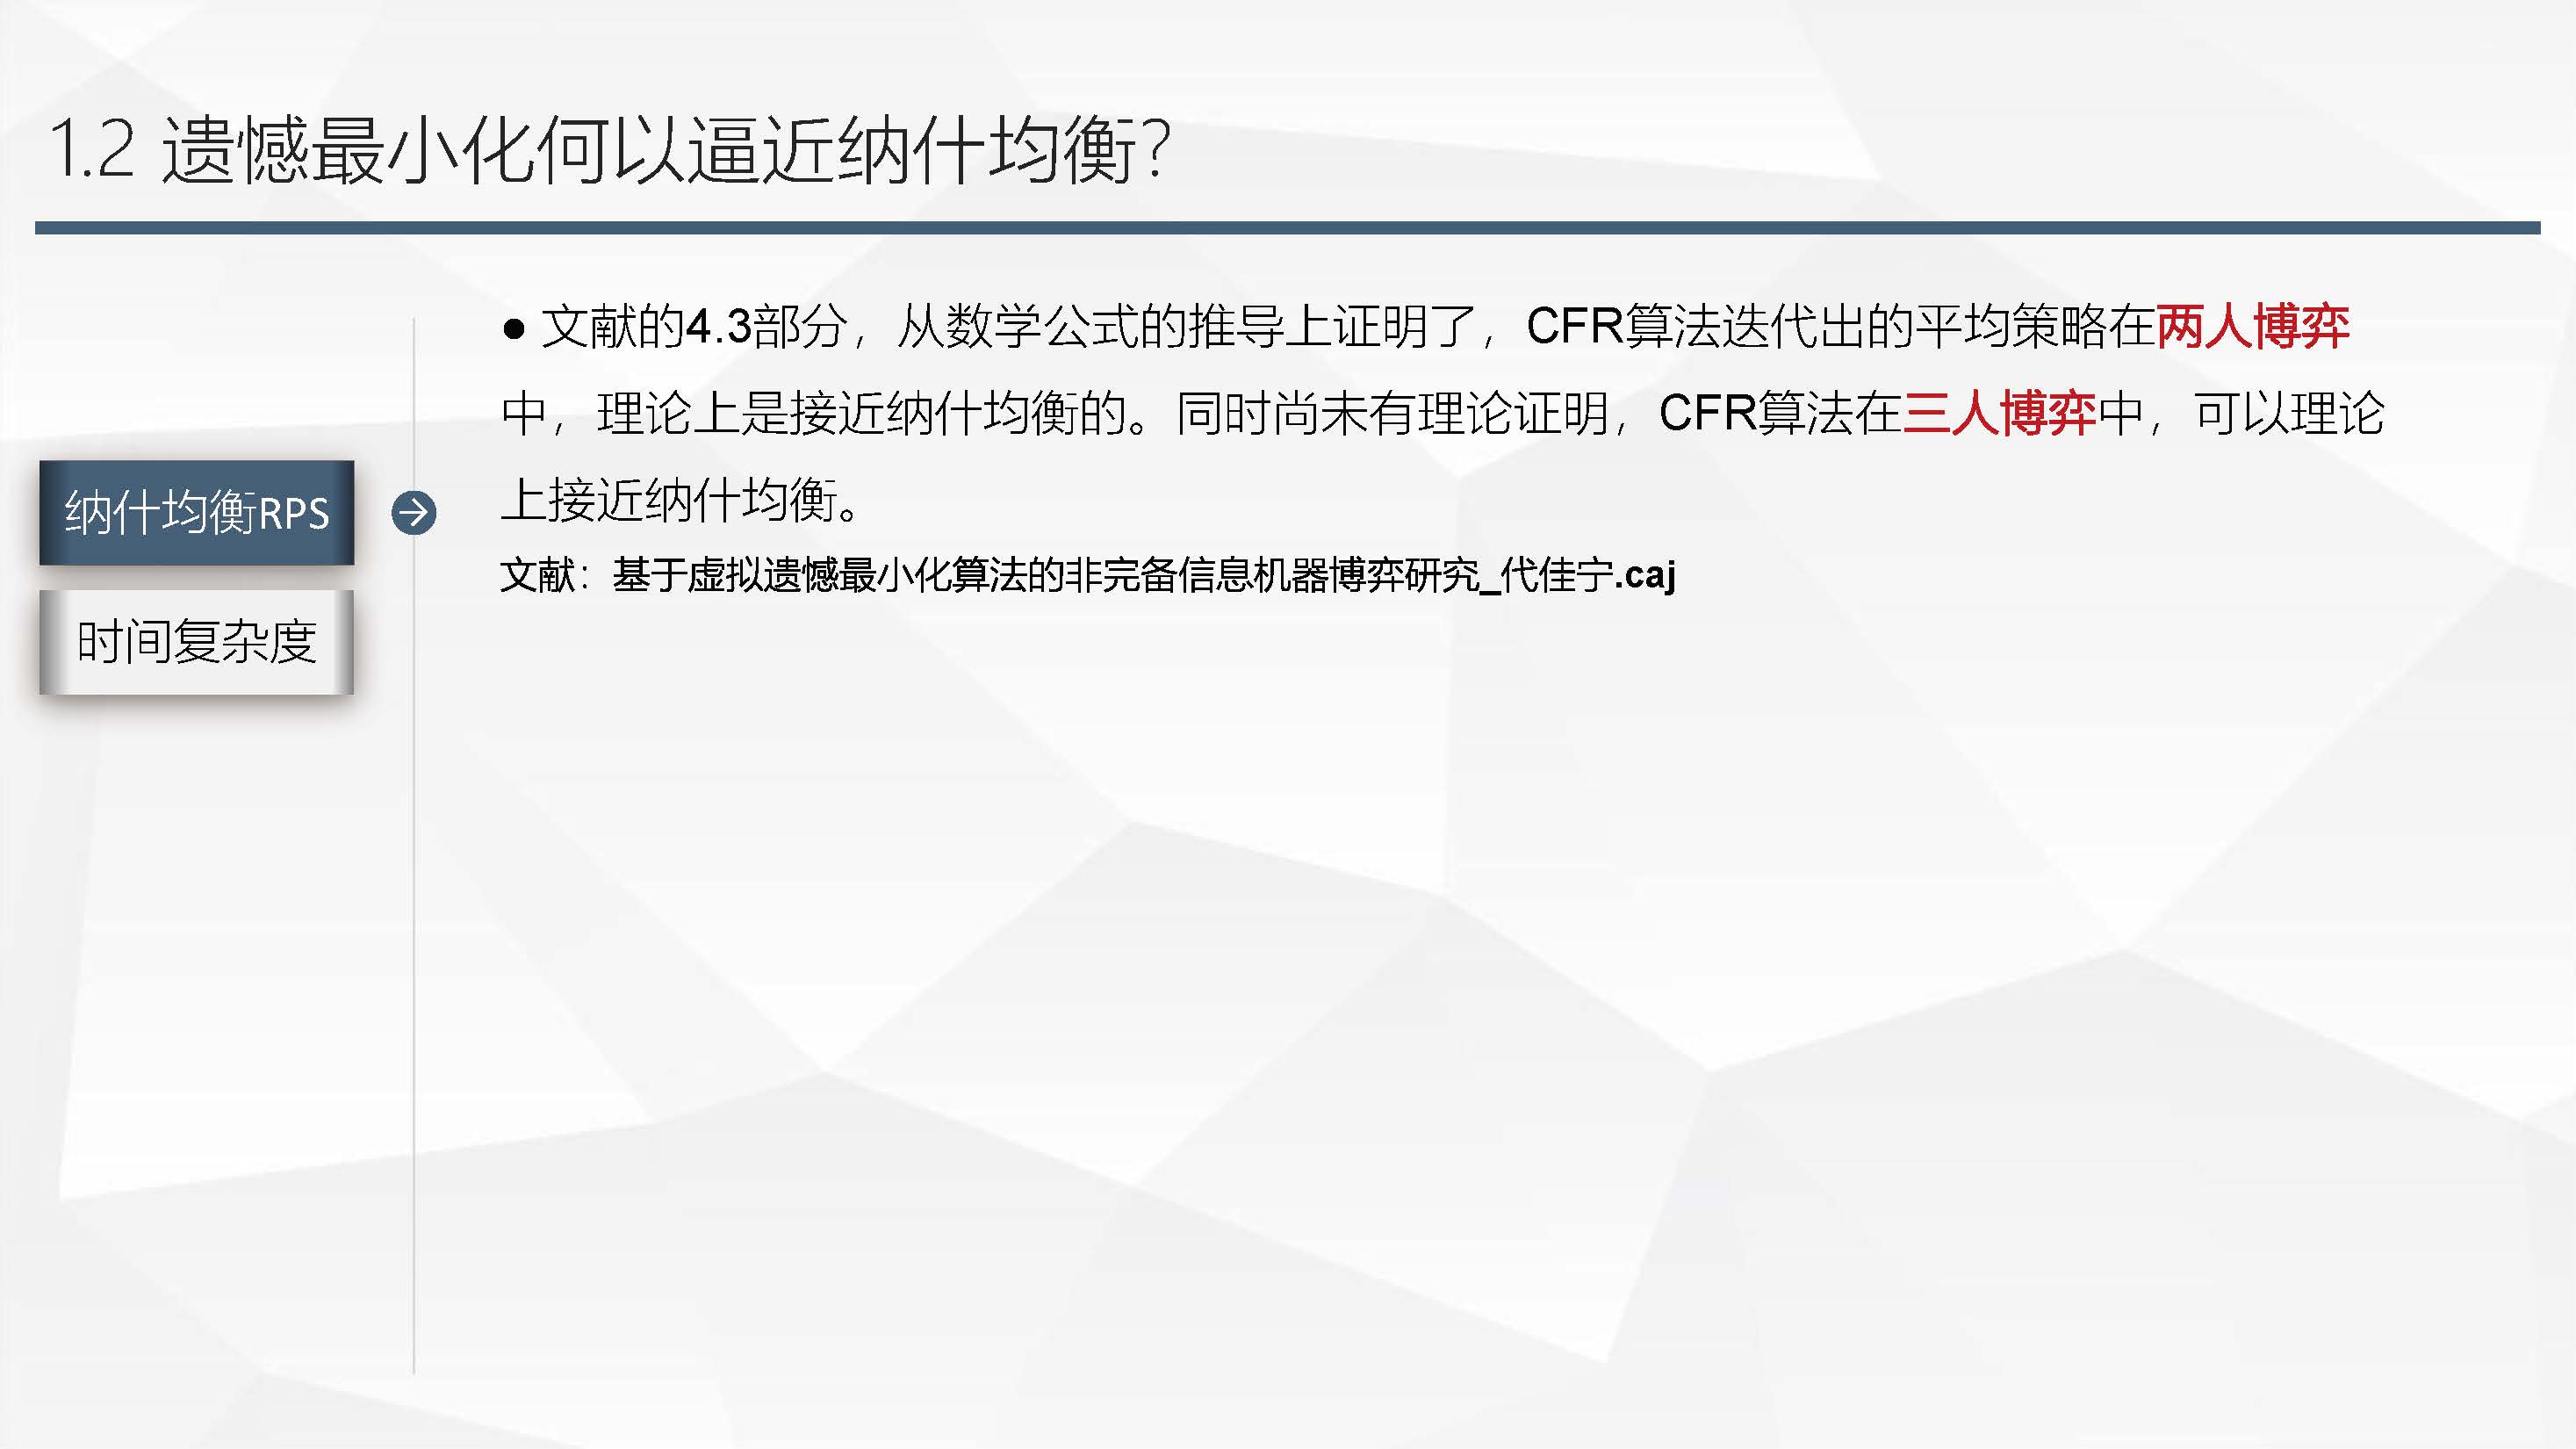 1.2 遗憾最小化何以逼近纳什均衡？
● 文献的4.3部分，从数学公式的推导上证明了，CFR算法迭代出的平均策略在两人博弈
中，理论上是接近纳什均衡的。同时尚未有理论证明，CFR算法在三人博弈中，可以理论
上接近纳什均衡。
文献：基于虚拟遗憾最小化算法的非完备信息机器博弈研究_代佳宁.caj
纳什均衡RPS
时间复杂度